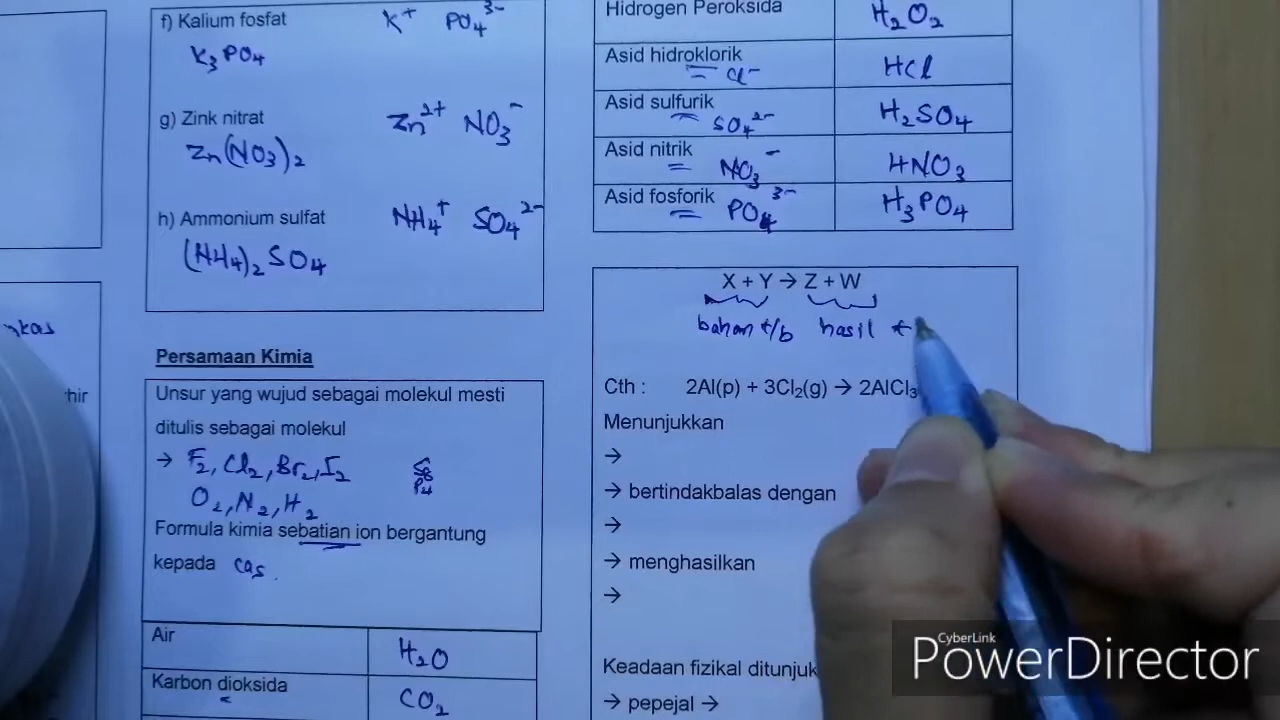 f) Kalium fosfat K⁺ PO₄³⁻
K₃PO₄
g) Zink nitrat Zn²⁺ NO₃⁻
Zn(NO₃)₂
h) Ammonium sulfat NH₄⁺ SO₄²⁻
(NH₄)₂SO₄
Persamaan Kimia
Unsur yang wujud sebagai molekul mesti
ditulis sebagai molekul
→ F₂, Cl₂, Br₂, I₂ S₈
O₂, N₂, H₂ P₄
Formula kimia sebatian ion bergantung
kepada cas.
Air H₂O
Karbon dioksida CO₂
Hidrogen Peroksida H₂O₂
Asid hidroklorik Cl⁻ HCl
Asid sulfurik SO₄²⁻ H₂SO₄
Asid nitrik NO₃⁻ HNO₃
Asid fosforik PO₄³⁻ H₃PO₄
X + Y → Z + W
bahan t/b hasil t
Cth : 2Al(p) + 3Cl₂(g) → 2AlCl₃
Menunjukkan
→
→ bertindakbalas dengan
→
→ menghasilkan
→
Keadaan fizikal ditunjuk
→ pepejal →
CyberLink
PowerDirector